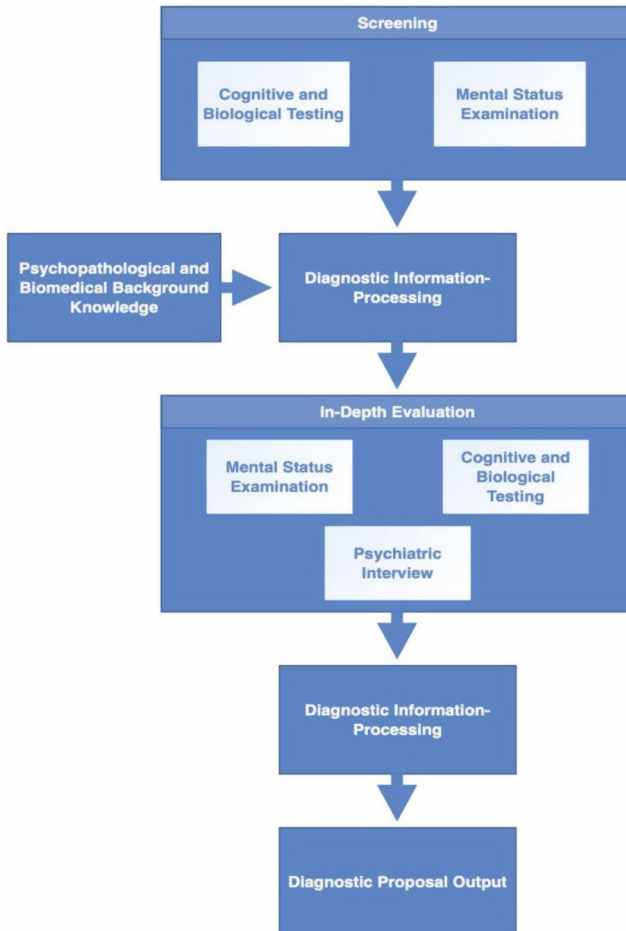 Screening
Cognitive and
Biological Testing
Mental Status
Examination
Psychopathological and
Biomedical Background
Knowledge
Diagnostic Information-
Processing
In-Depth Evaluation
Mental Status
Examination
Cognitive and
Biological
Testing
Psychiatric
Interview
Diagnostic Information-
Processing
Diagnostic Proposal Output